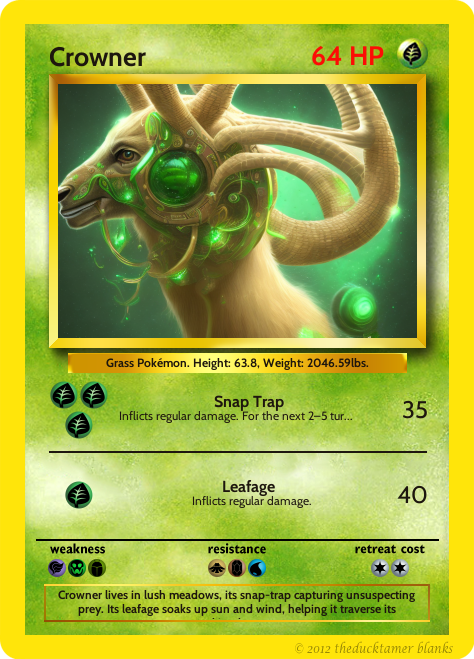 Crowner
64 HP
Grass Pokémon. Height: 63.8, Weight: 2046.59lbs.
Snap Trap
Inflicts regular damage. For the next 2–5 tur...
35
Leafage
Inflicts regular damage.
40
weakness
resistance
retreat cost
Crowner lives in lush meadows, its snap-trap capturing unsuspecting
prey. Its leafage soaks up sun and wind, helping it traverse its
© 2012 theducktamer blanks